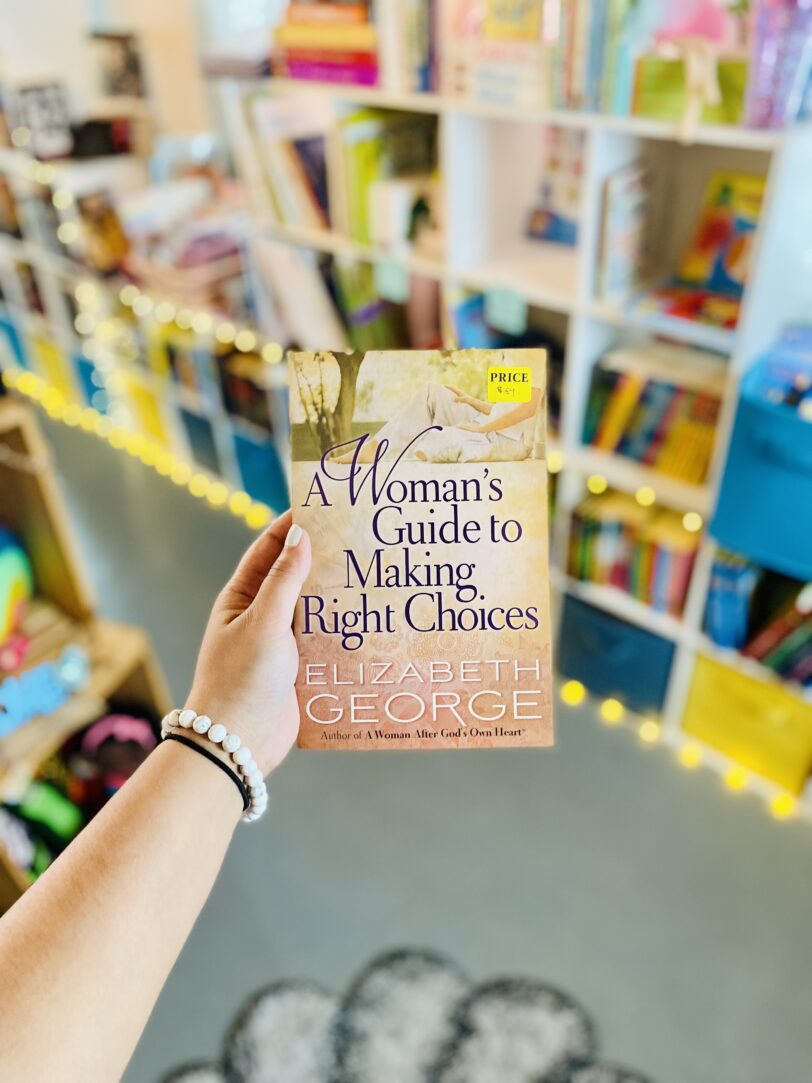 PRICE
A Woman's
Guide to
Making
Right Choices
ELIZABETH
GEORGE
Author of A Woman After God's Own Heart®